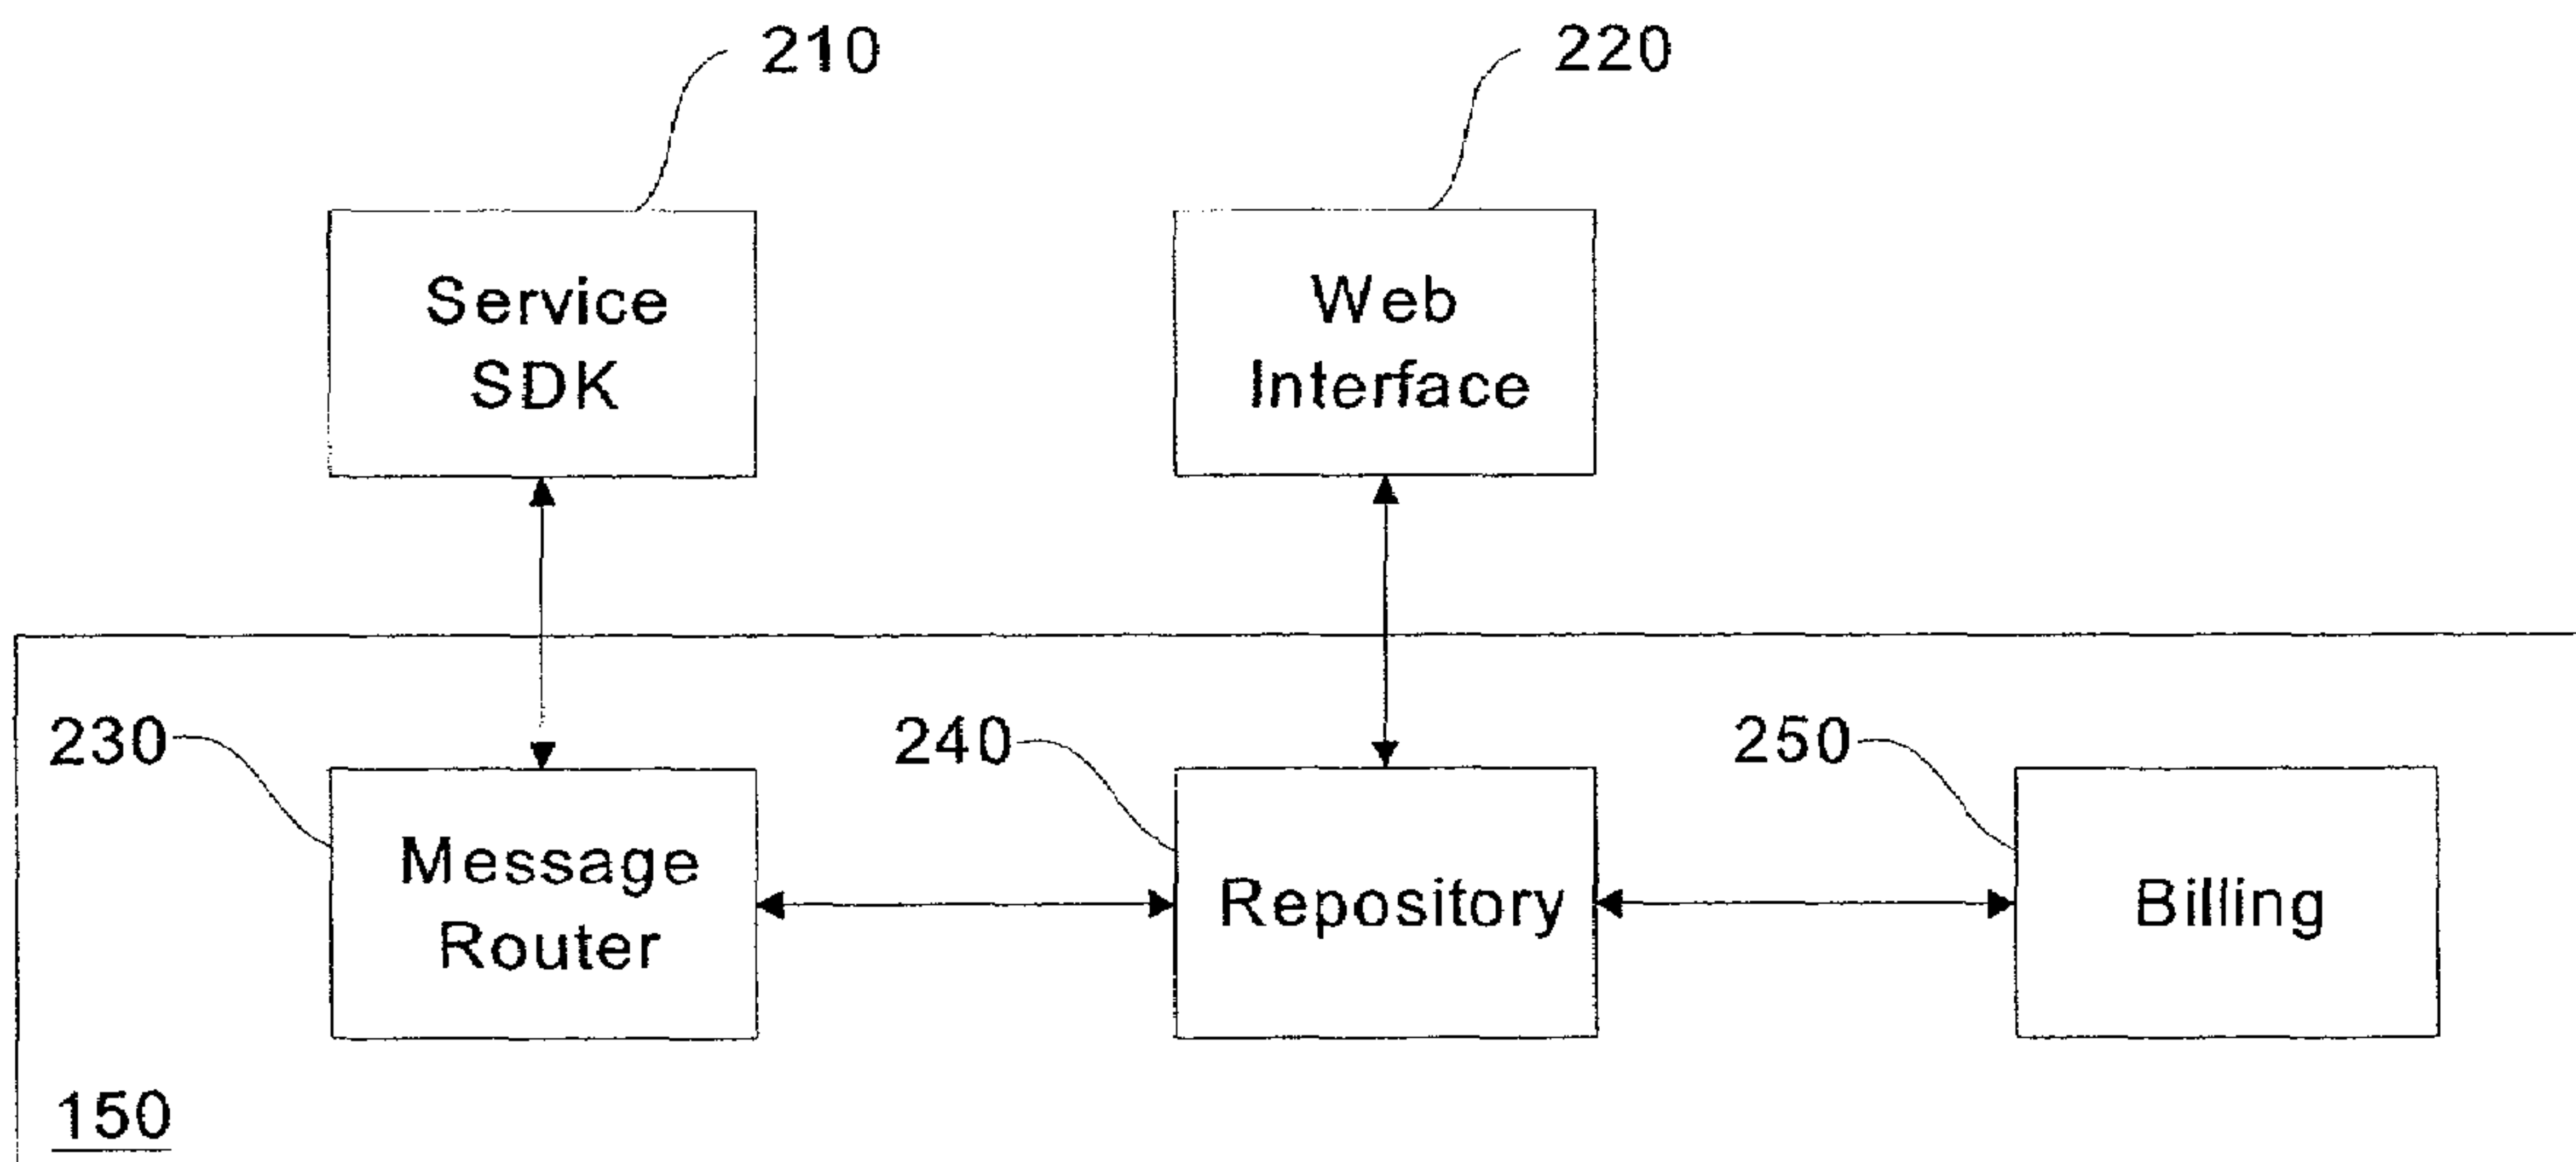 210
220
Service
SDK
Web
Interface
230
240
250
Message
Router
Repository
Billing
150